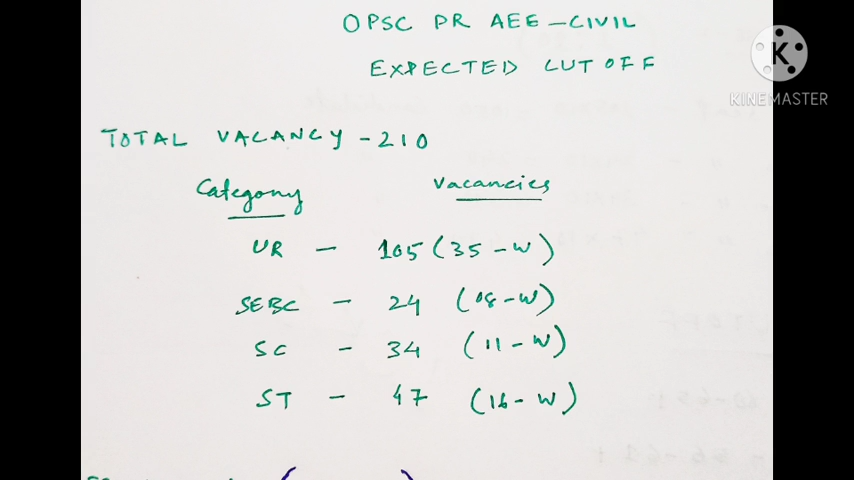 OPSC PR AEE - CIVIL
EXPECTED CUT OFF
K
KINEMASTER
TOTAL VACANCY - 210
Category Vacancies
UR - 105 (35 - W)
SEBC - 24 (08 - W)
SC - 34 (11 - W)
ST - 47 (16 - W)